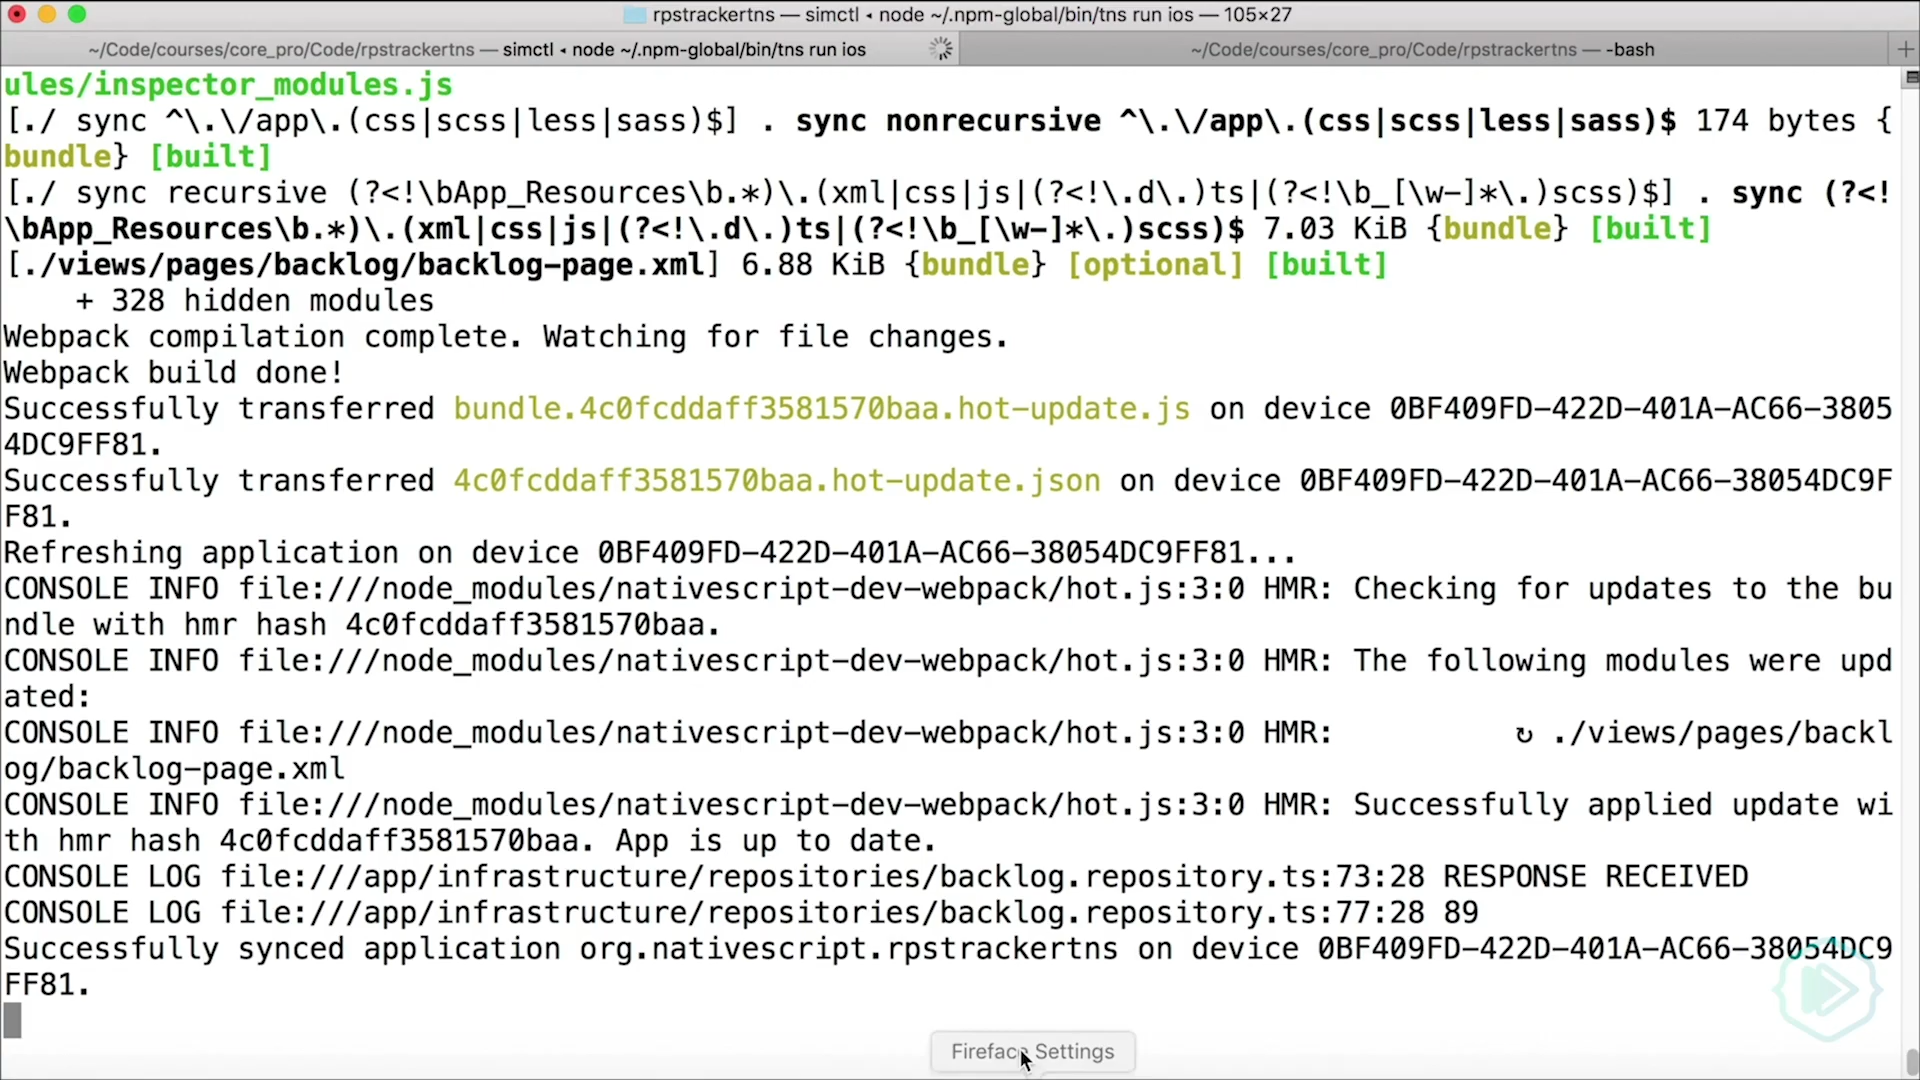 rpstrackertns — simctl ◂ node ~/.npm-global/bin/tns run ios — 105×27
~/Code/courses/core_pro/Code/rpstrackertns — simctl ◂ node ~/.npm-global/bin/tns run ios
~/Code/courses/core_pro/Code/rpstrackertns — -bash
ules/inspector_modules.js
[./ sync ^\.\/app\.(css|scss|less|sass)$] . sync nonrecursive ^\.\/app\.(css|scss|less|sass)$ 174 bytes {
bundle} [built]
[./ sync recursive (?<!\bApp_Resources\b.*)\.(xml|css|js|(?<!\.d\.)ts|(?<!\b_[\w-]*\.)scss)$] . sync (?<!
\bApp_Resources\b.*)\.(xml|css|js|(?<!\.d\.)ts|(?<!\b_[\w-]*\.)scss)$ 7.03 KiB {bundle} [built]
[./views/pages/backlog/backlog-page.xml] 6.88 KiB {bundle} [optional] [built]
+ 328 hidden modules
Webpack compilation complete. Watching for file changes.
Webpack build done!
Successfully transferred bundle.4c0fcddaff3581570baa.hot-update.js on device 0BF409FD-422D-401A-AC66-3805
4DC9FF81.
Successfully transferred 4c0fcddaff3581570baa.hot-update.json on device 0BF409FD-422D-401A-AC66-38054DC9F
F81.
Refreshing application on device 0BF409FD-422D-401A-AC66-38054DC9FF81...
CONSOLE INFO file:///node_modules/nativescript-dev-webpack/hot.js:3:0 HMR: Checking for updates to the bu
ndle with hmr hash 4c0fcddaff3581570baa.
CONSOLE INFO file:///node_modules/nativescript-dev-webpack/hot.js:3:0 HMR: The following modules were upd
ated:
CONSOLE INFO file:///node_modules/nativescript-dev-webpack/hot.js:3:0 HMR:          ↻ ./views/pages/backl
og/backlog-page.xml
CONSOLE INFO file:///node_modules/nativescript-dev-webpack/hot.js:3:0 HMR: Successfully applied update wi
th hmr hash 4c0fcddaff3581570baa. App is up to date.
CONSOLE LOG file:///app/infrastructure/repositories/backlog.repository.ts:73:28 RESPONSE RECEIVED
CONSOLE LOG file:///app/infrastructure/repositories/backlog.repository.ts:77:28 89
Successfully synced application org.nativescript.rpstrackertns on device 0BF409FD-422D-401A-AC66-38054DC9
FF81.
Fireface Settings